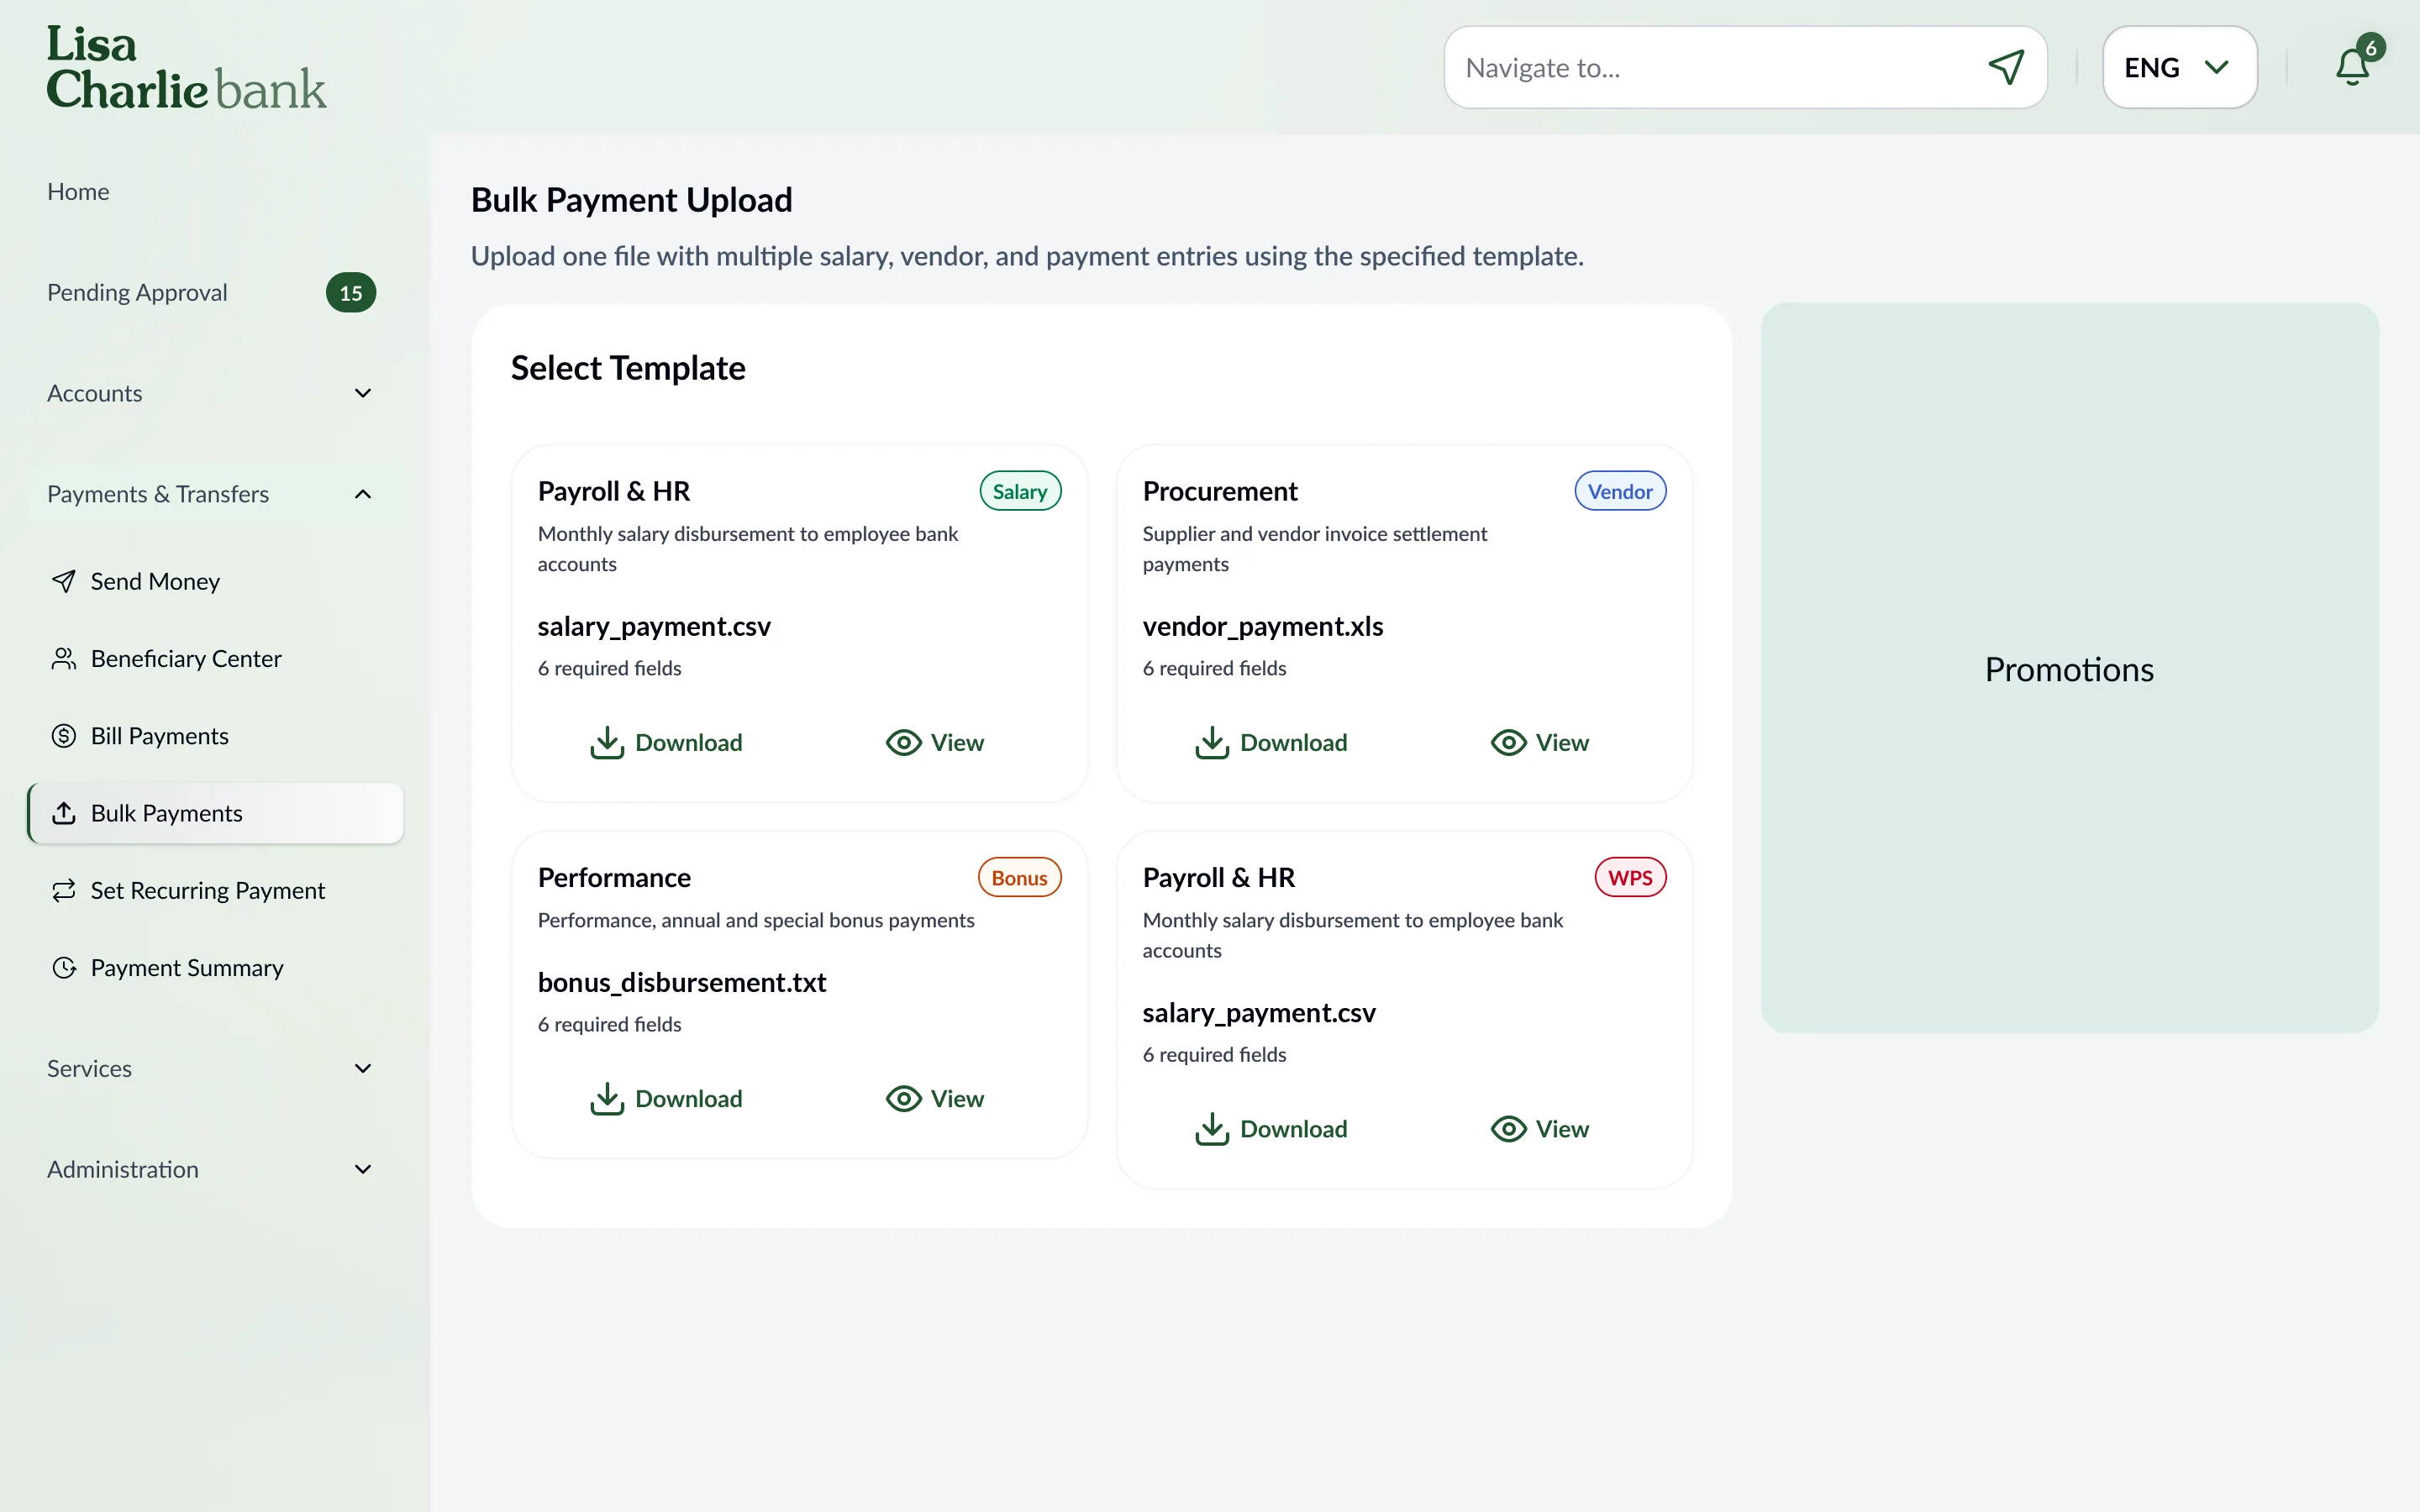 Lisa
Charlie bank
Navigate to...
ENG
6
Home
Pending Approval
15
Accounts
Payments & Transfers
Send Money
Beneficiary Center
Bill Payments
Bulk Payments
Set Recurring Payment
Payment Summary
Services
Administration
Bulk Payment Upload
Upload one file with multiple salary, vendor, and payment entries using the specified template.
Select Template
Payroll & HR
Salary
Monthly salary disbursement to employee bank
accounts
salary_payment.csv
6 required fields
Download
View
Procurement
Vendor
Supplier and vendor invoice settlement
payments
vendor_payment.xls
6 required fields
Download
View
Performance
Bonus
Performance, annual and special bonus payments
bonus_disbursement.txt
6 required fields
Download
View
Payroll & HR
WPS
Monthly salary disbursement to employee bank
accounts
salary_payment.csv
6 required fields
Download
View
Promotions